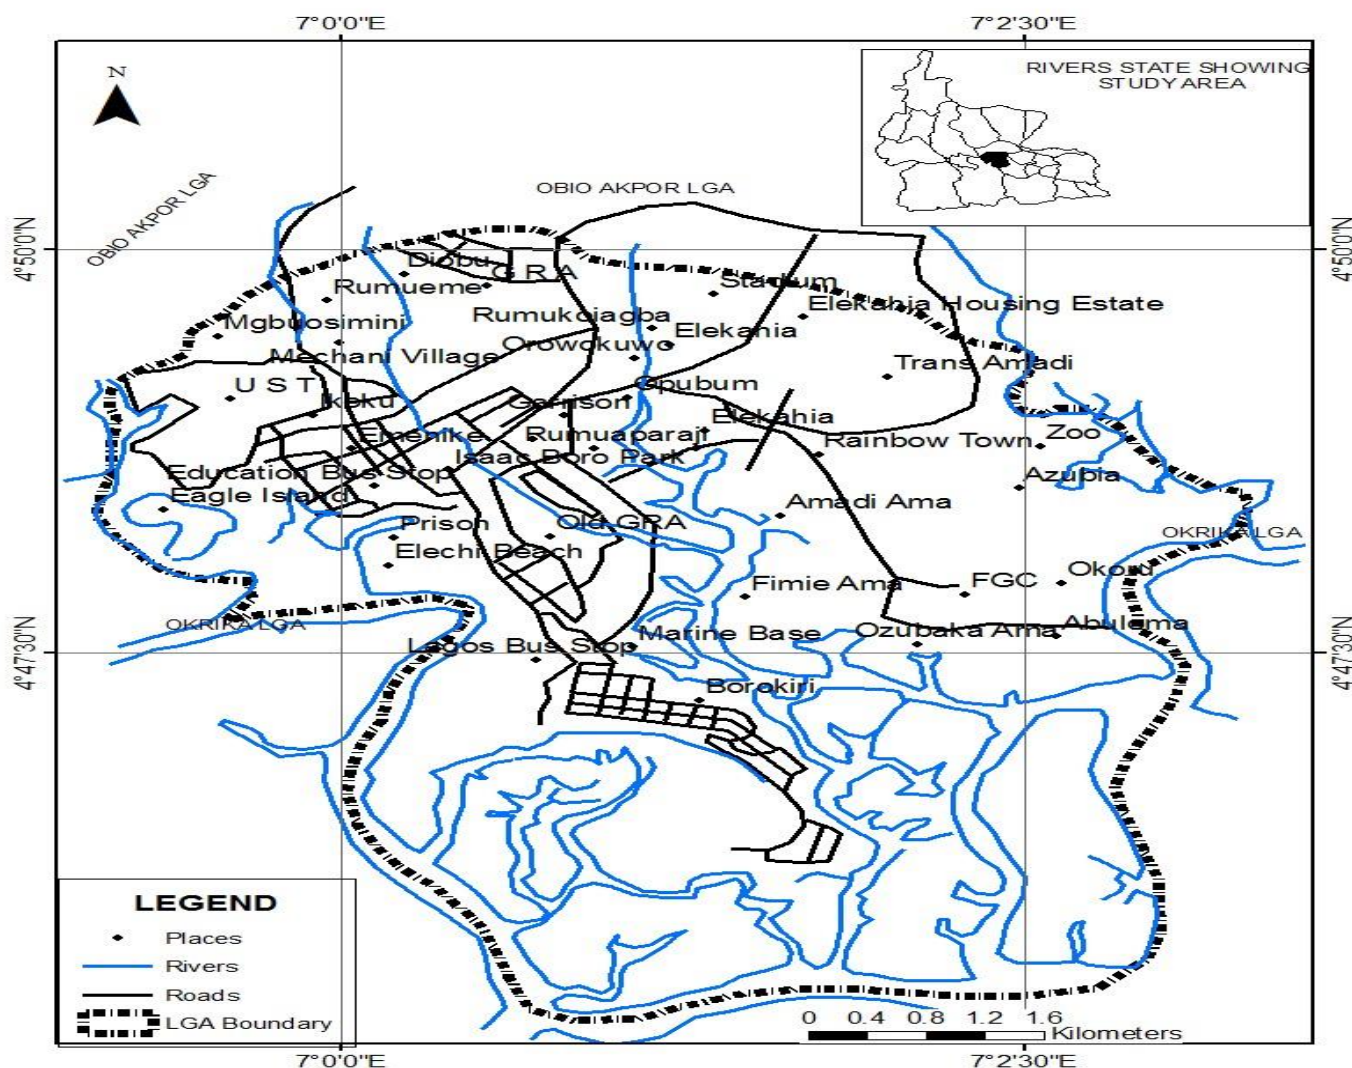 7°0'0"E
7°2'30"E
N
RIVERS STATE SHOWING
STUDY AREA
OBIO AKPOR LGA
OBIO AKPOR LGA
4°50'0"N
4°50'0"N
Diobu
G R A
Stadium
Rumueme
Elekahia Housing Estate
Mgbuosimini
Rumukoiagba
Elekahia
Orowokuwo
Mechani Village
Trans Amadi
U S T
Ikeku
Garrison
Opubum
Elekahia
Emenike
Rumuaparaji
Rainbow Town
Zoo
Isaac Boro Park
Education Bus Stop
Azubia
Eagle Island
Amadi Ama
Prison
Old GRA
OKRIKA LGA
Elechi Beach
Fimie Ama
FGC
Okoru
OKRIKA LGA
Marine Base
Ozubaka Ama
Abuloma
Lagos Bus Stop
4°47'30"N
4°47'30"N
Borokiri
LEGEND
Places
Rivers
Roads
LGA Boundary
0 0.4 0.8 1.2 1.6
Kilometers
7°0'0"E
7°2'30"E